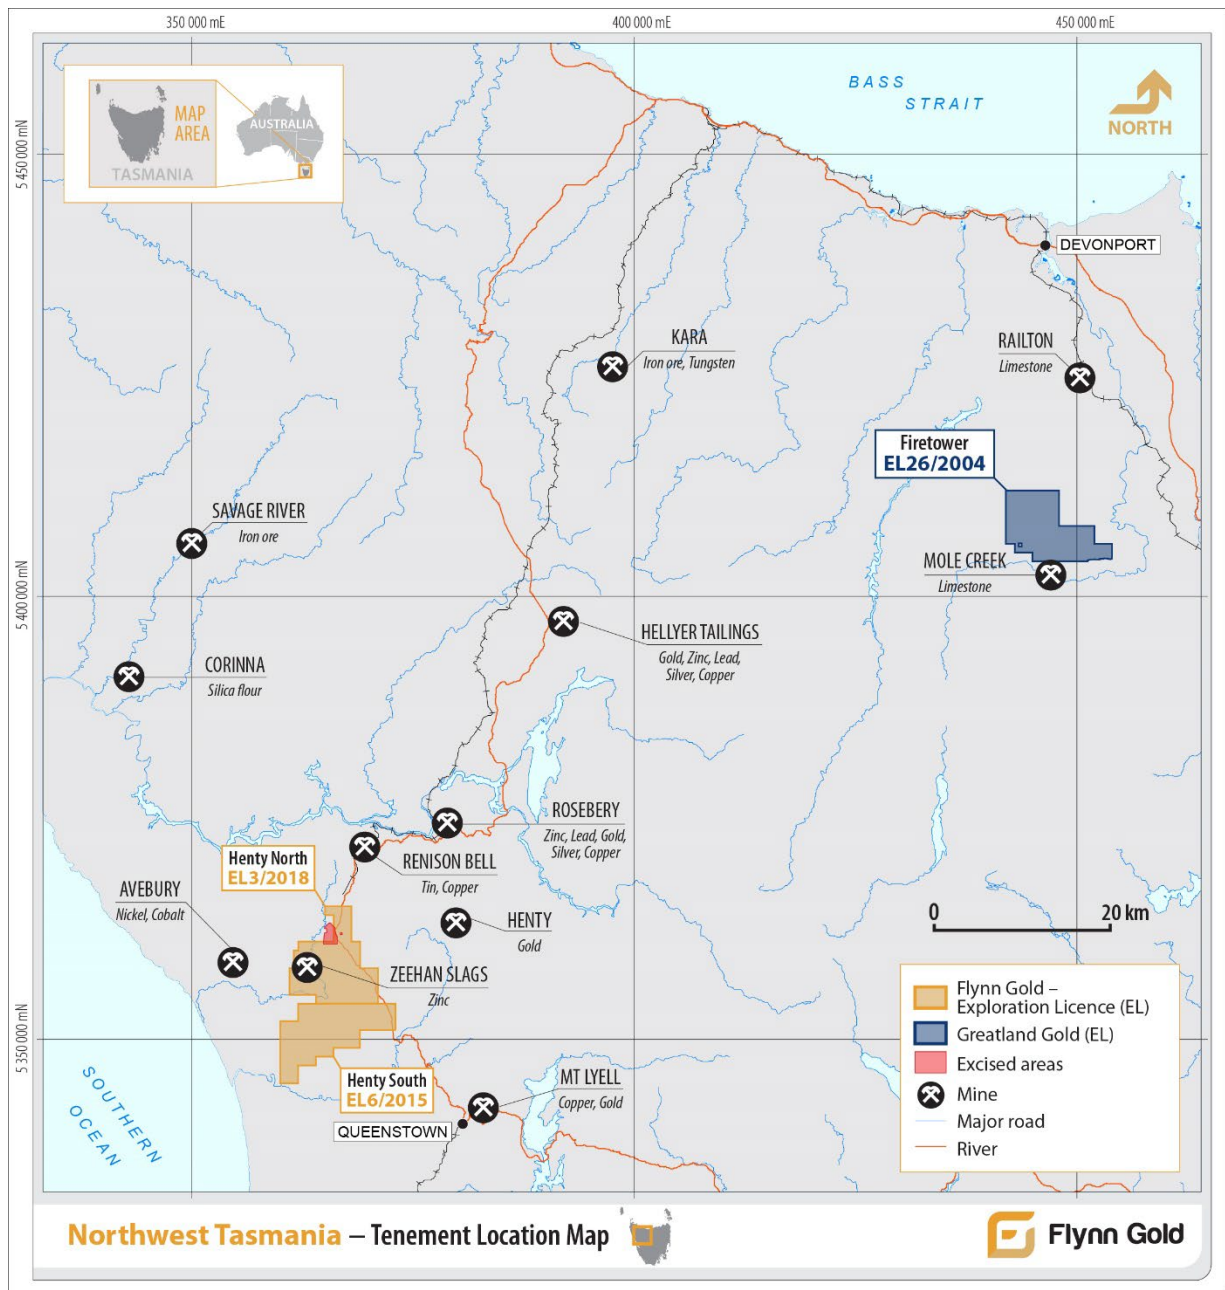 350 000 mE
400 000 mE
450 000 mE
BASS
STRAIT
NORTH
MAP
AREA
AUSTRALIA
TASMANIA
5 450 000 mN
DEVONPORT
KARA
Iron ore, Tungsten
RAILTON
Limestone
Firetower
EL26/2004
SAVAGE RIVER
Iron ore
MOLE CREEK
Limestone
5 400 000 mN
HELLYER TAILINGS
Gold, Zinc, Lead,
Silver, Copper
CORINNA
Silica flour
ROSEBERY
Zinc, Lead, Gold,
Silver, Copper
RENISON BELL
Tin, Copper
Henty North
EL3/2018
AVEBURY
Nickel, Cobalt
HENTY
Gold
0
20 km
ZEEHAN SLAGS
Zinc
5 350 000 mN
Flynn Gold –
Exploration Licence (EL)
Greatland Gold (EL)
Excised areas
Mine
Major road
River
Henty South
EL6/2015
MT LYELL
Copper, Gold
QUEENSTOWN
SOUTHERN
OCEAN
Northwest Tasmania – Tenement Location Map
Flynn Gold